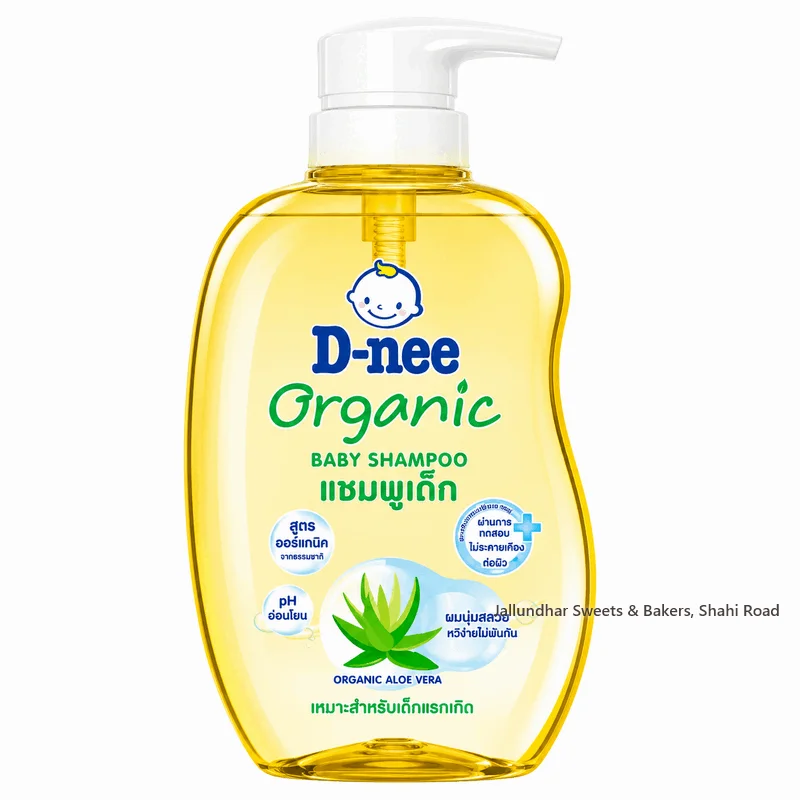 D-nee
Organic
BABY SHAMPOO
แชมพูเด็ก
สูตร
ออร์แกนิค
จากธรรมชาติ
ผ่านการ
ทดสอบ
ไม่ระคายเคือง
ต่อผิว
pH
อ่อนโยน
ผมนุ่มสลวย
หวีง่ายไม่พันกัน
Jallundhar Sweets & Bakers, Shahi Road
ORGANIC ALOE VERA
เหมาะสำหรับเด็กแรกเกิด